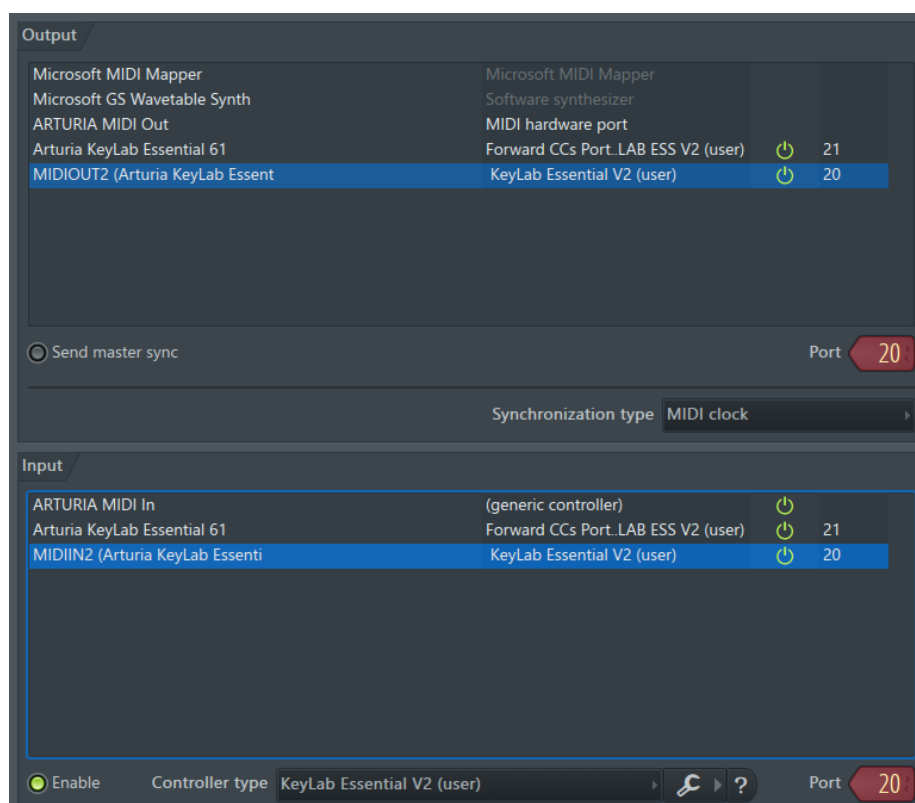 Output
Microsoft MIDI Mapper Microsoft MIDI Mapper
Microsoft GS Wavetable Synth Software synthesizer
ARTURIA MIDI Out MIDI hardware port
Arturia KeyLab Essential 61 Forward CCs Port..LAB ESS V2 (user) 21
MIDIOUT2 (Arturia KeyLab Essent KeyLab Essential V2 (user) 20
Send master sync Port 20
Synchronization type MIDI clock
Input
ARTURIA MIDI In (generic controller)
Arturia KeyLab Essential 61 Forward CCs Port..LAB ESS V2 (user) 21
MIDIIN2 (Arturia KeyLab Essenti KeyLab Essential V2 (user) 20
Enable Controller type KeyLab Essential V2 (user) ? Port 20